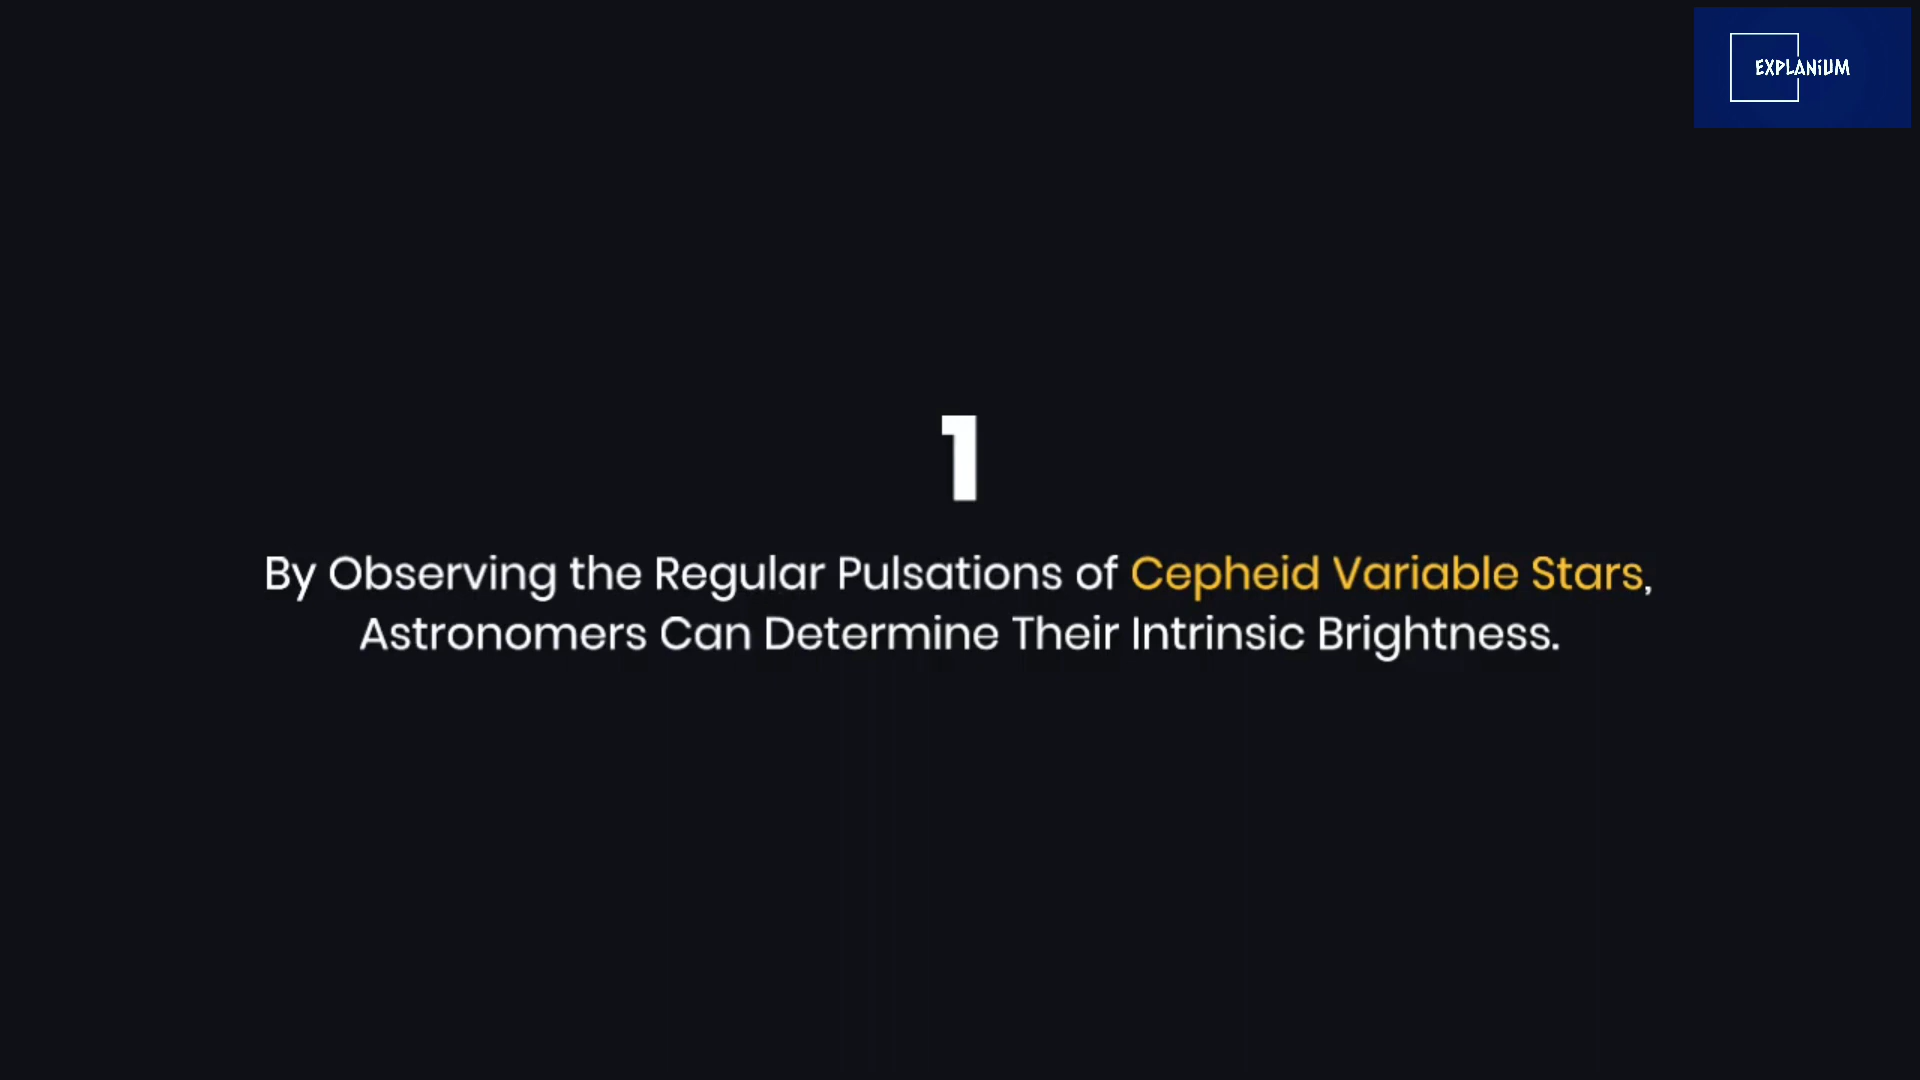 EXPLANiUM
1
By Observing the Regular Pulsations of Cepheid Variable Stars,
Astronomers Can Determine Their Intrinsic Brightness.